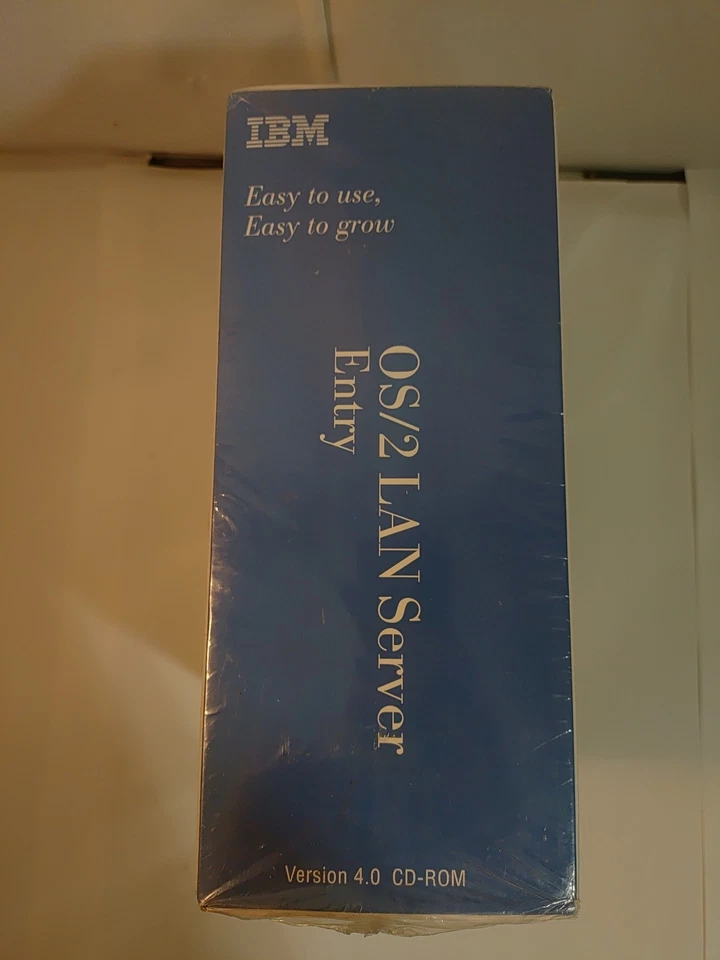 IBM
Easy to use,
Easy to grow
OS/2 LAN Server
Entry
Version 4.0 CD-ROM